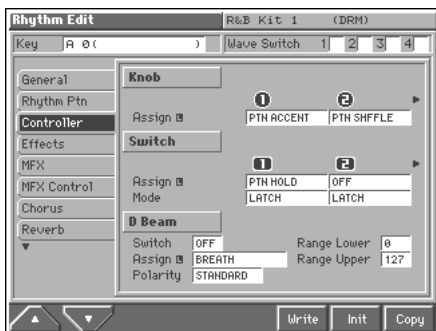 Rhythm Edit R&B Kit 1 (DRM)
Key A 0( ) Wave Switch 1 2 3 4
General
Rhythm Ptn
Controller
Effects
MFX
MFX Control
Chorus
Reverb
Knob
1 2
Assign PTN ACCENT PTN SHFFLE
Switch
1 2
Assign PTN HOLD OFF
Mode LATCH LATCH
D Beam
Switch OFF Range Lower 0
Assign BREATH Range Upper 127
Polarity STANDARD
Write Init Copy